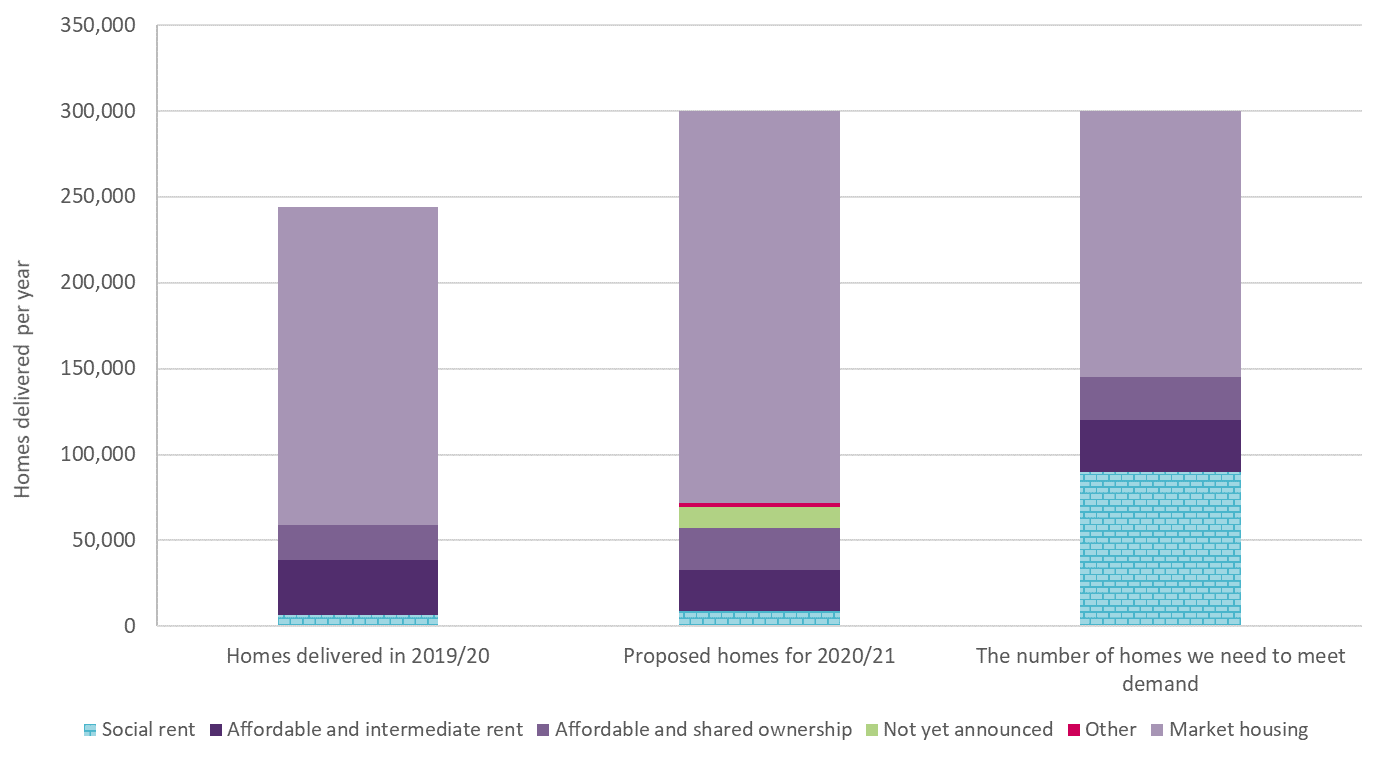 350,000
300,000
250,000
200,000
150,000
100,000
50,000
0
Homes delivered per year
Homes delivered in 2019/20
Proposed homes for 2020/21
The number of homes we need to meet
demand
Social rent Affordable and intermediate rent Affordable and shared ownership Not yet announced Other Market housing